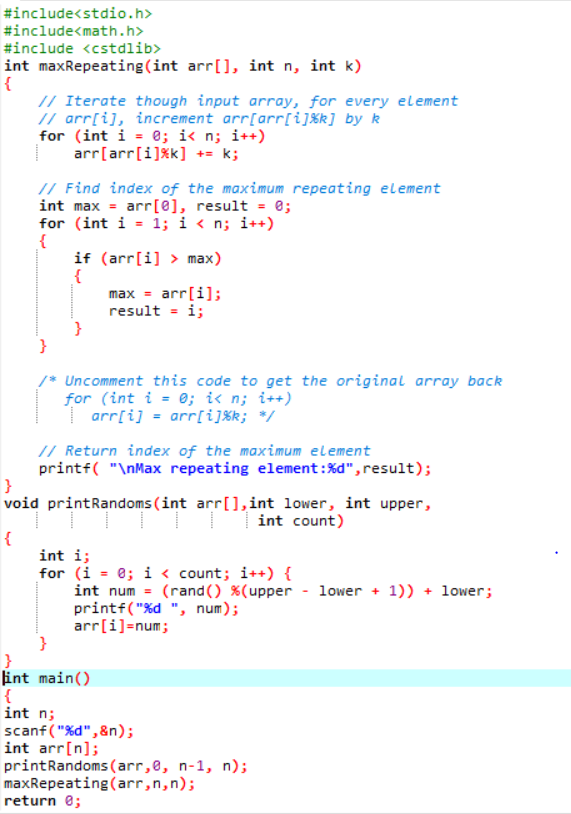 #include<stdio.h>
#include<math.h>
#include <cstdlib>
int maxRepeating(int arr[], int n, int k)
{
    // Iterate though input array, for every element
    // arr[i], increment arr[arr[i]%k] by k
    for (int i = 0; i< n; i++)
        arr[arr[i]%k] += k;

    // Find index of the maximum repeating element
    int max = arr[0], result = 0;
    for (int i = 1; i < n; i++)
    {
        if (arr[i] > max)
        {
            max = arr[i];
            result = i;
        }
    }

    /* Uncomment this code to get the original array back
       for (int i = 0; i< n; i++)
          arr[i] = arr[i]%k; */

    // Return index of the maximum element
    printf( "\nMax repeating element:%d",result);
}
void printRandoms(int arr[],int lower, int upper,
                             int count)
{
    int i;
    for (i = 0; i < count; i++) {
        int num = (rand() %(upper - lower + 1)) + lower;
        printf("%d ", num);
        arr[i]=num;
    }
}
int main()
{
int n;
scanf("%d",&n);
int arr[n];
printRandoms(arr,0, n-1, n);
maxRepeating(arr,n,n);
return 0;